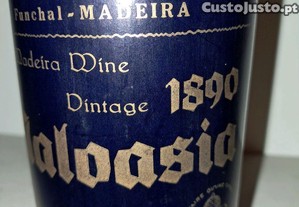 CustoJusto.pt
Funchal-MADEIRA
Madeira Wine
Vintage 1890
Malvasia